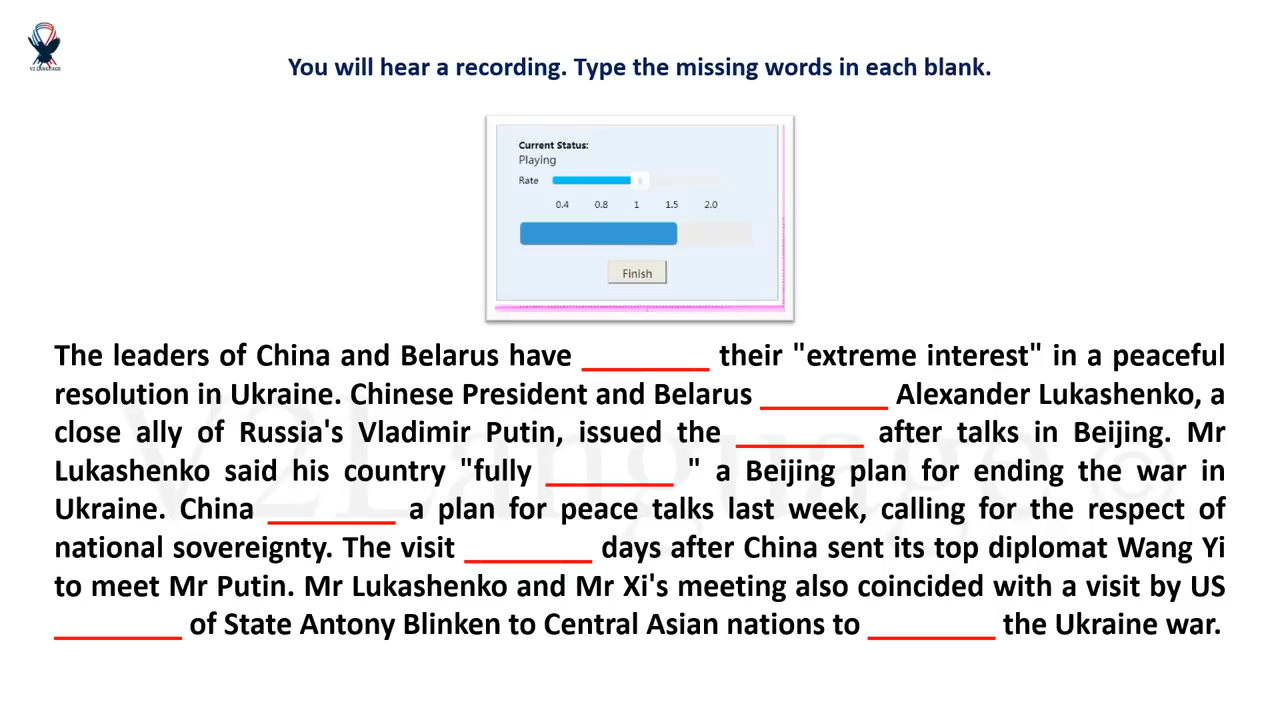 V2 LANGUAGE
You will hear a recording. Type the missing words in each blank.
Current Status:
Playing
Rate
0.4 0.8 1 1.5 2.0
Finish
The leaders of China and Belarus have ________ their "extreme interest" in a peaceful
resolution in Ukraine. Chinese President and Belarus ________ Alexander Lukashenko, a
close ally of Russia's Vladimir Putin, issued the ________ after talks in Beijing. Mr
Lukashenko said his country "fully ________ " a Beijing plan for ending the war in
Ukraine. China ________ a plan for peace talks last week, calling for the respect of
national sovereignty. The visit ________ days after China sent its top diplomat Wang Yi
to meet Mr Putin. Mr Lukashenko and Mr Xi's meeting also coincided with a visit by US
________ of State Antony Blinken to Central Asian nations to ________ the Ukraine war.
V2Language ©